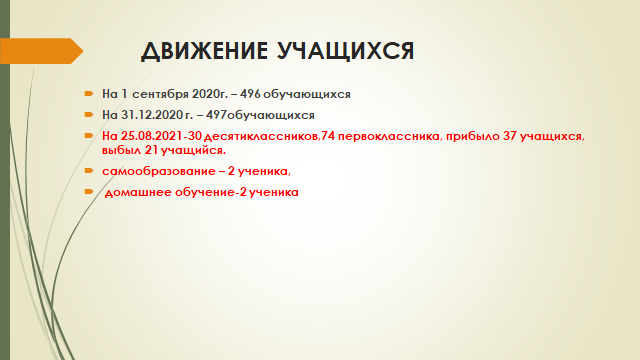 ДВИЖЕНИЕ УЧАЩИХСЯ
На 1 сентября 2020г. – 496 обучающихся
На 31.12.2020 г. – 497обучающихся
На 25.08.2021-30 десятиклассников,74 первоклассника, прибыло 37 учащихся,
выбыл 21 учащийся.
самообразование – 2 ученика,
домашнее обучение-2 ученика